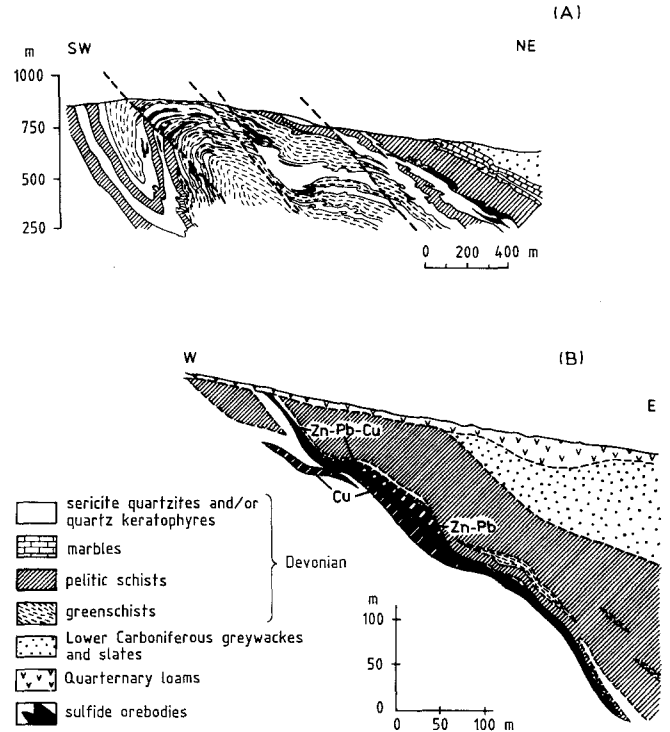 (A)
m
SW
NE
1000
750
500
250
0 200 400 m
W
(B)
E
Zn-Pb-Cu
Cu
Zn-Pb
sericite quartzites and/or
quartz keratophyres
marbles
pelitic schists
greenschists
Devonian
Lower Carboniferous greywackes
and slates
Quarternary loams
sulfide orebodies
m
100
50
0
0 50 100
m